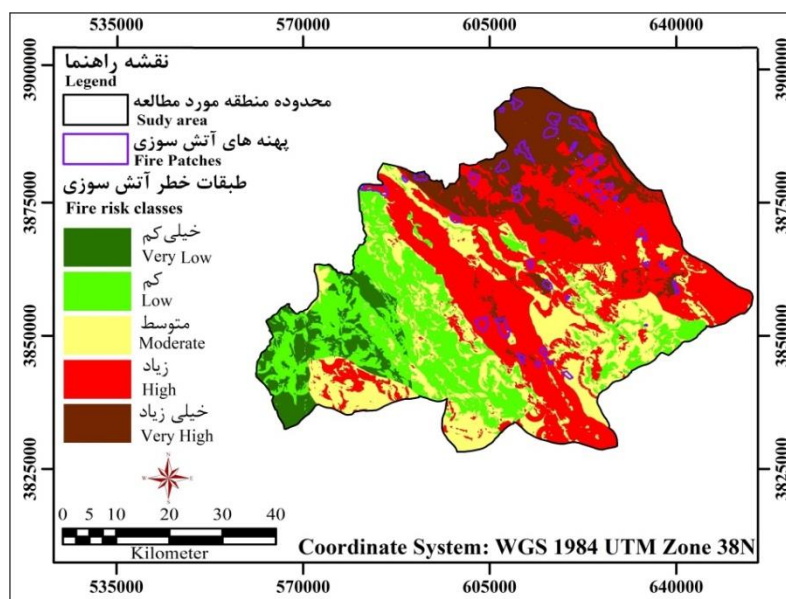 535000 570000 605000 640000
3900000
3875000
3850000
3825000
نقشه راهنما
Legend
محدوده منطقه مورد مطالعه
Sudy area
پهنه های آتش سوزی
Fire Patches
طبقات خطر آتش سوزی
Fire risk classes
خیلی کم
Very Low
کم
Low
متوسط
Moderate
زیاد
High
خیلی زیاد
Very High
0 5 10 20 30 40
Kilometer
Coordinate System: WGS 1984 UTM Zone 38N
3900000
3875000
3850000
3825000
535000 570000 605000 640000